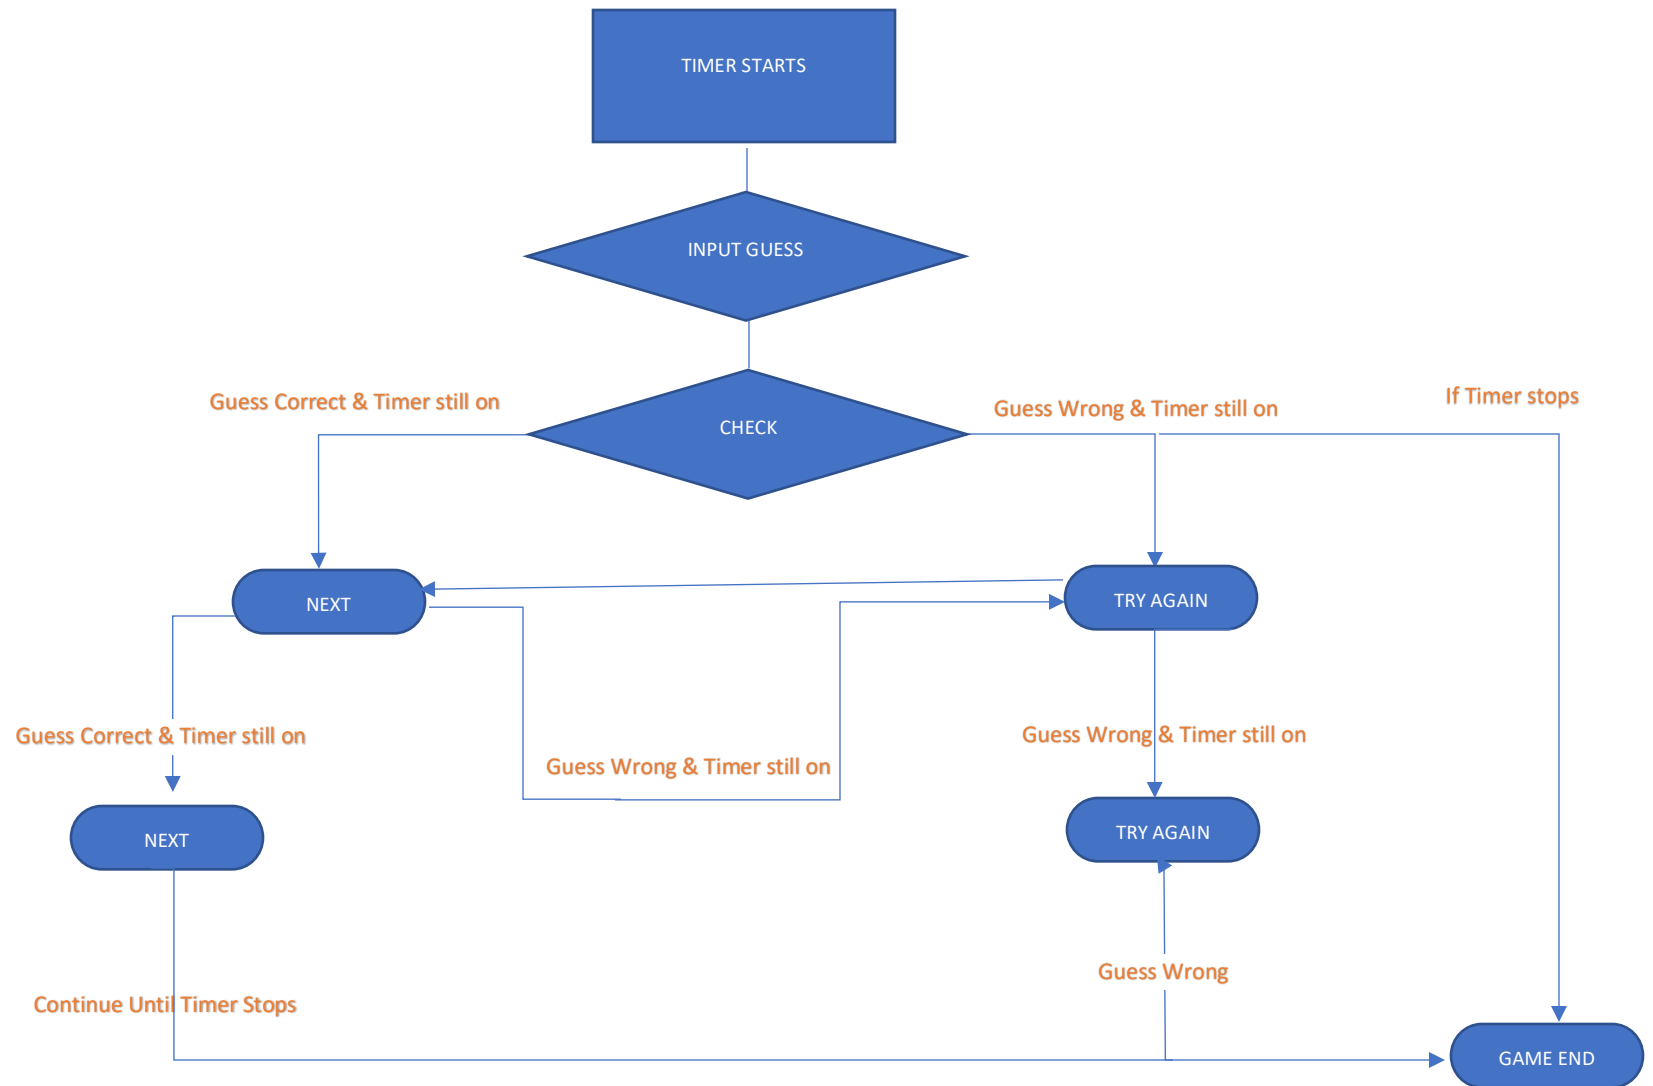 TIMER STARTS
INPUT GUESS
If Timer stops
Guess Correct & Timer still on
Guess Wrong & Timer still on
CHECK
NEXT
TRY AGAIN
Guess Correct & Timer still on
Guess Wrong & Timer still on
Guess Wrong & Timer still on
NEXT
TRY AGAIN
Guess Wrong
Continue Until Timer Stops
GAME END